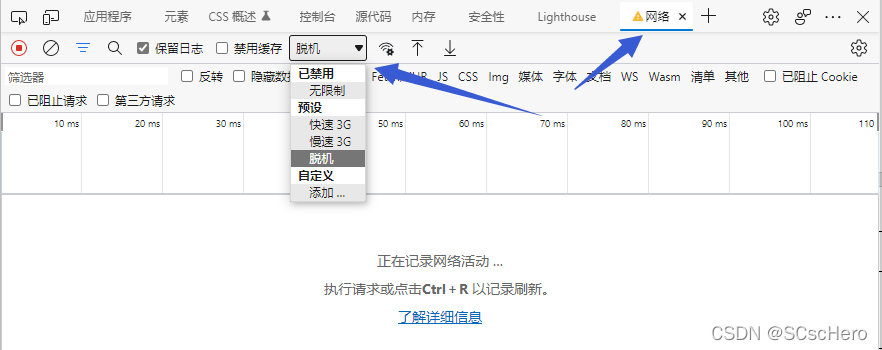 应用程序 元素 CSS 概述 控制台 源代码 内存 安全性 Lighthouse 网络
保留日志 禁用缓存 脱机
筛选器 反转 隐藏数据 JS CSS Img 媒体 字体 文档 WS Wasm 清单 其他 已阻止 Cookie
已阻止请求 第三方请求
已禁用
无限制
预设
快速 3G
慢速 3G
脱机
自定义
添加 ...
10 ms 20 ms 30 ms 50 ms 60 ms 70 ms 80 ms 90 ms 100 ms 110
正在记录网络活动 ...
执行请求或点击Ctrl + R 以记录刷新。
了解详细信息
CSDN @SCscHero